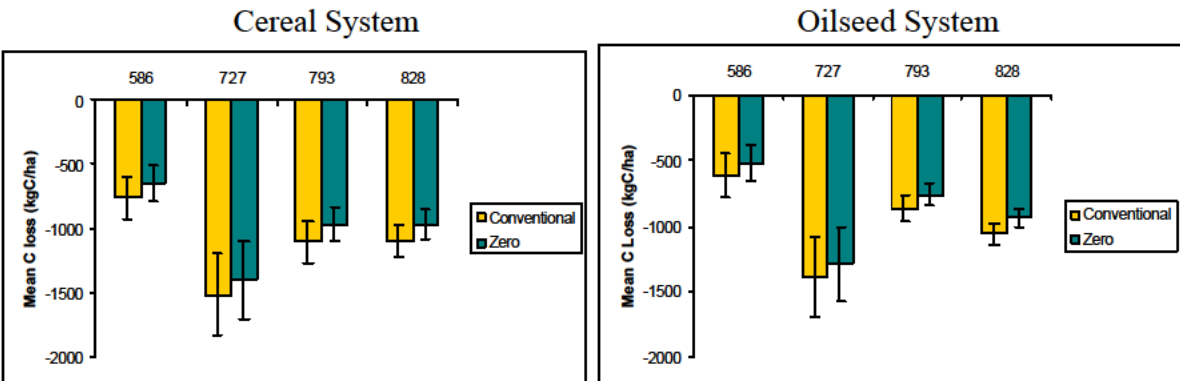 Cereal System
586 727 793 828
0
-500
-1000
-1500
-2000
Mean C loss (kgC/ha)
Conventional
Zero
Oilseed System
586 727 793 828
0
-500
-1000
-1500
-2000
Mean C Loss (kgC/ha)
Conventional
Zero